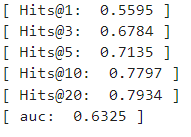 [ Hits@1:  0.5595 ]
[ Hits@3:  0.6784 ]
[ Hits@5:  0.7135 ]
[ Hits@10:  0.7797 ]
[ Hits@20:  0.7934 ]
[ auc:  0.6325 ]